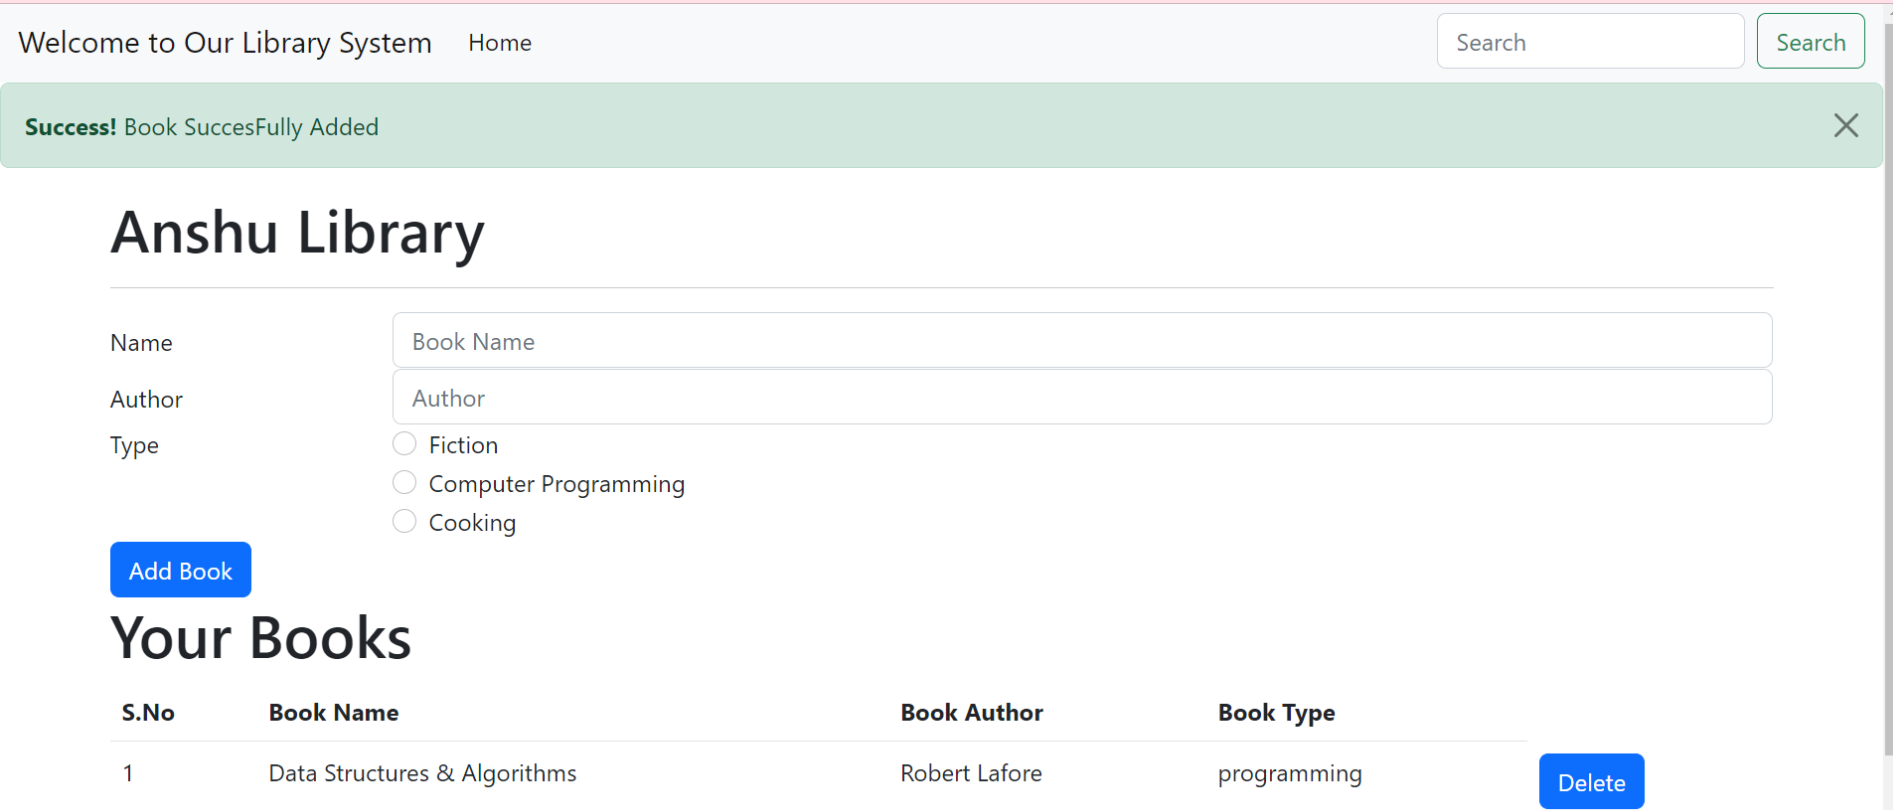 Welcome to Our Library System Home Search Search
Success! Book SuccesFully Added
Anshu Library
Name Book Name
Author Author
Type Fiction
Computer Programming
Cooking
Add Book
Your Books
S.No Book Name Book Author Book Type
1 Data Structures & Algorithms Robert Lafore programming Delete